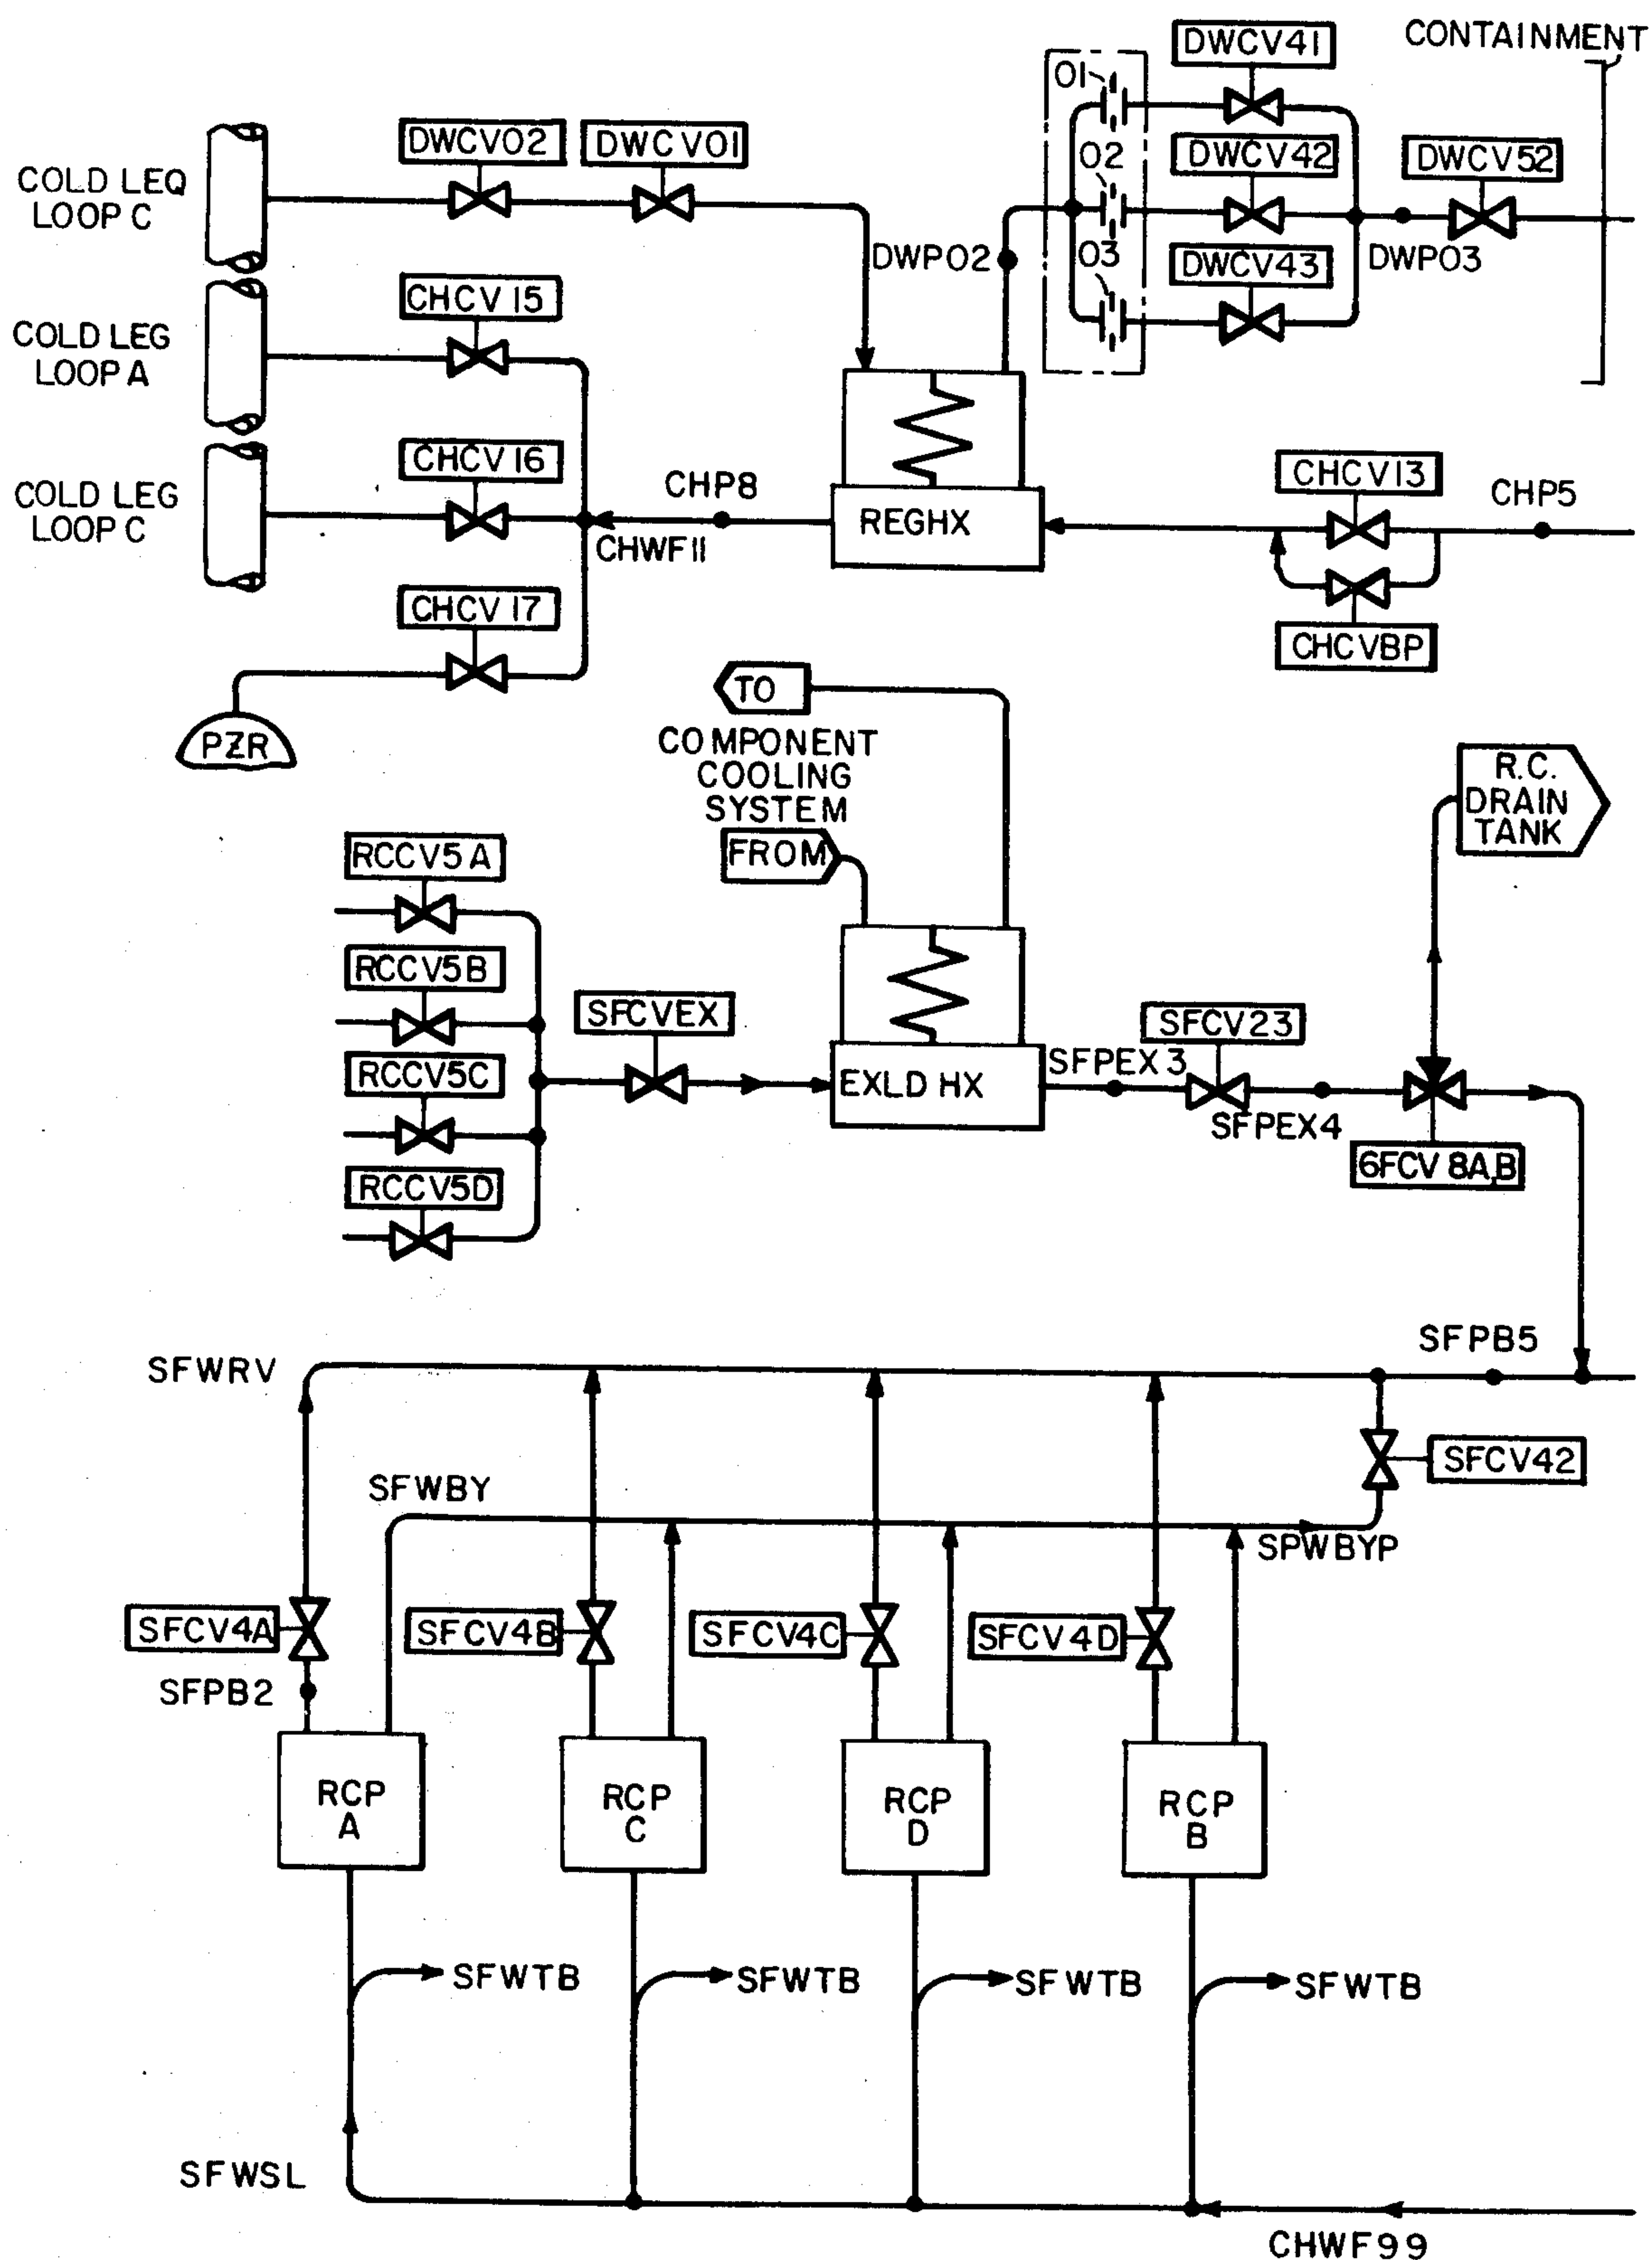 DWCV41
CONTAINMENT
01
DWCV02
DWCV01
02
DWCV42
DWCV52
COLD LEQ
LOOP C
DWP02
03
DWCV43
DWP03
CHCV15
COLD LEG
LOOP A
CHCV16
CHP8
CHCV13
CHP5
COLD LEG
LOOP C
CHWF11
REGHX
CHCV17
CHCVBP
TO
PZR
COMPONENT
COOLING
SYSTEM
R.C.
DRAIN
TANK
FROM
RCCV5A
RCCV5B
SFCVEX
SFCV23
RCCV5C
SFPEX3
EXLD HX
SFPEX4
RCCV5D
6FCV 8A,B
SFPB5
SFWRV
SFCV42
SFWBY
SPWBYP
SFCV4A
SFCV4B
SFCV4C
SFCV4D
SFPB2
RCP
A
RCP
C
RCP
D
RCP
B
SFWTB
SFWTB
SFWTB
SFWTB
SFWSL
CHWF99